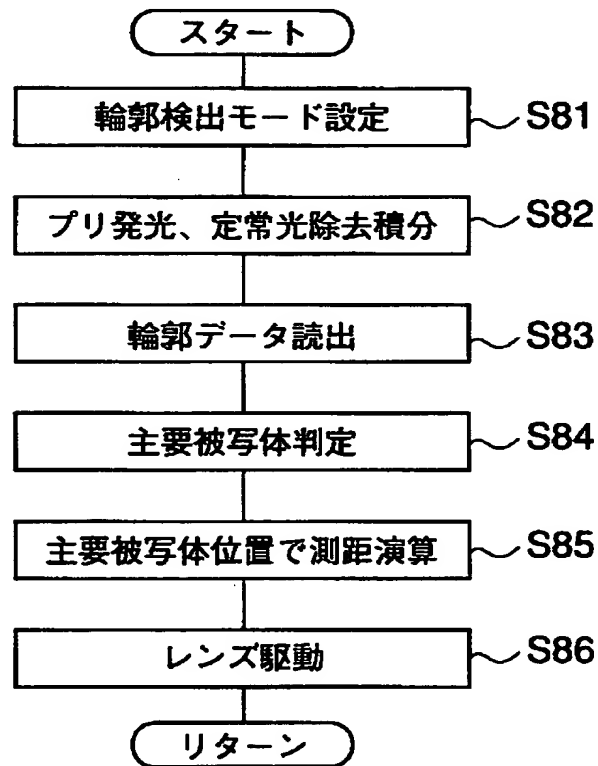 スタート
輪郭検出モード設定 S81
プリ発光、定常光除去積分 S82
輪郭データ読出 S83
主要被写体判定 S84
主要被写体位置で測距演算 S85
レンズ駆動 S86
リターン